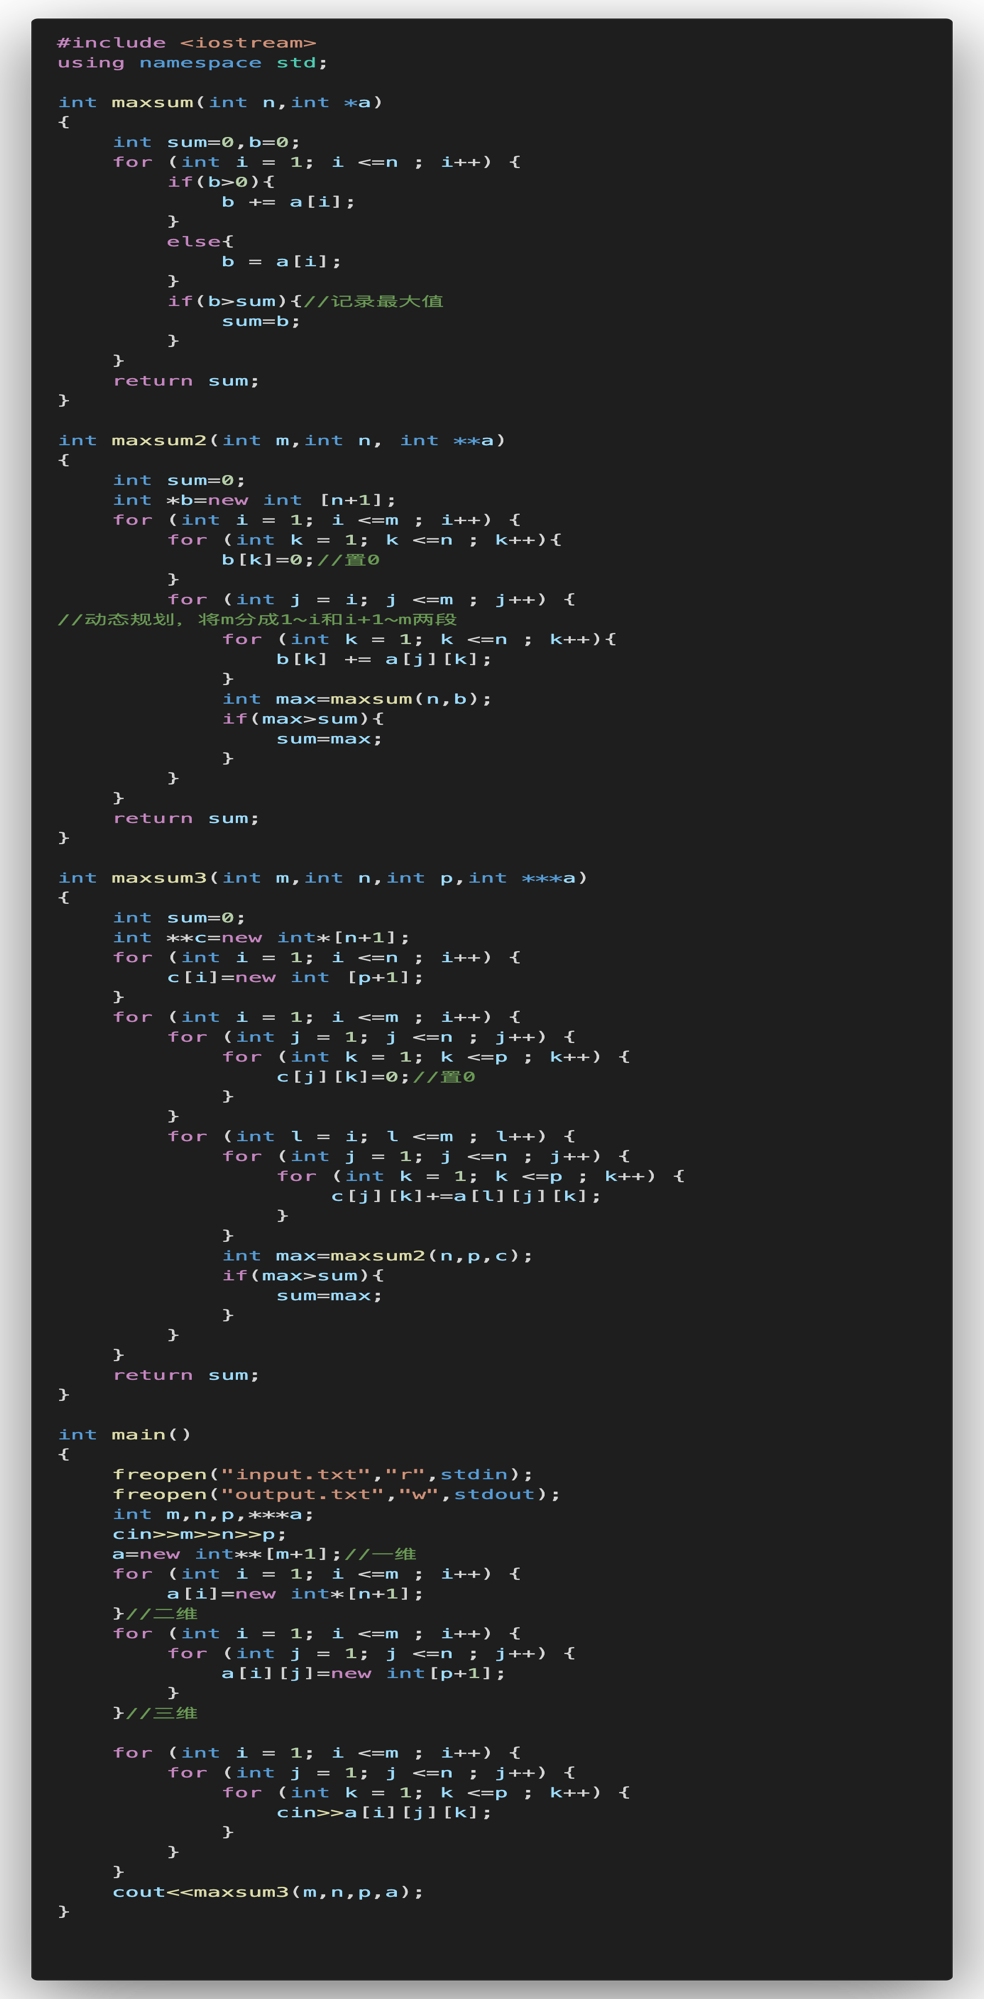 #include <iostream>
using namespace std;

int maxsum(int n,int *a)
{
    int sum=0,b=0;
    for (int i = 1; i <=n ; i++) {
        if(b>0){
            b += a[i];
        }
        else{
            b = a[i];
        }
        if(b>sum){//记录最大值
            sum=b;
        }
    }
    return sum;
}

int maxsum2(int m,int n, int **a)
{
    int sum=0;
    int *b=new int [n+1];
    for (int i = 1; i <=m ; i++) {
        for (int k = 1; k <=n ; k++){
            b[k]=0;//置0
        }
        for (int j = i; j <=m ; j++) {
//动态规划，将m分成1~i和i+1~m两段
            for (int k = 1; k <=n ; k++){
                b[k] += a[j][k];
            }
            int max=maxsum(n,b);
            if(max>sum){
                sum=max;
            }
        }
    }
    return sum;
}

int maxsum3(int m,int n,int p,int ***a)
{
    int sum=0;
    int **c=new int*[n+1];
    for (int i = 1; i <=n ; i++) {
        c[i]=new int [p+1];
    }
    for (int i = 1; i <=m ; i++) {
        for (int j = 1; j <=n ; j++) {
            for (int k = 1; k <=p ; k++) {
                c[j][k]=0;//置0
            }
        }
        for (int l = i; l <=m ; l++) {
            for (int j = 1; j <=n ; j++) {
                for (int k = 1; k <=p ; k++) {
                    c[j][k]+=a[l][j][k];
                }
            }
            int max=maxsum2(n,p,c);
            if(max>sum){
                sum=max;
            }
        }
    }
    return sum;
}

int main()
{
    freopen("input.txt","r",stdin);
    freopen("output.txt","w",stdout);
    int m,n,p,***a;
    cin>>m>>n>>p;
    a=new int**[m+1];//一维
    for (int i = 1; i <=m ; i++) {
        a[i]=new int*[n+1];
    }//二维
    for (int i = 1; i <=m ; i++) {
        for (int j = 1; j <=n ; j++) {
            a[i][j]=new int[p+1];
        }
    }//三维

    for (int i = 1; i <=m ; i++) {
        for (int j = 1; j <=n ; j++) {
            for (int k = 1; k <=p ; k++) {
                cin>>a[i][j][k];
            }
        }
    }
    cout<<maxsum3(m,n,p,a);
}